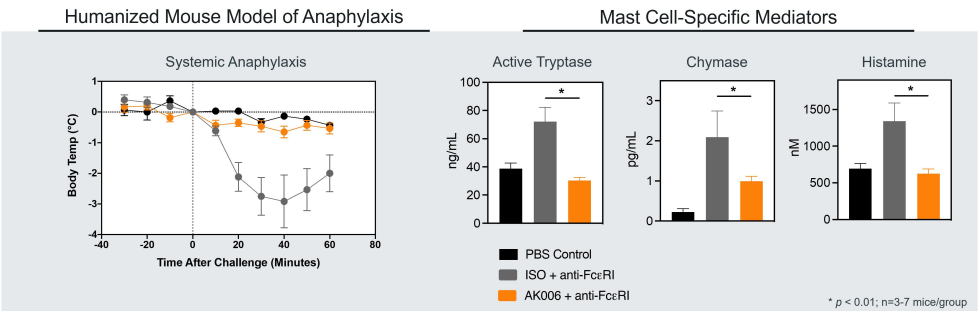 Humanized Mouse Model of Anaphylaxis
Mast Cell-Specific Mediators
Systemic Anaphylaxis
Body Temp (°C)
1
0
-1
-2
-3
-4
-40
-20
0
20
40
60
80
Time After Challenge (Minutes)
Active Tryptase
ng/mL
100
80
60
40
20
0
*
Chymase
pg/mL
3
2
1
0
*
Histamine
nM
1500
1000
500
0
*
PBS Control
ISO + anti-FcεRI
AK006 + anti-FcεRI
* p < 0.01; n=3-7 mice/group